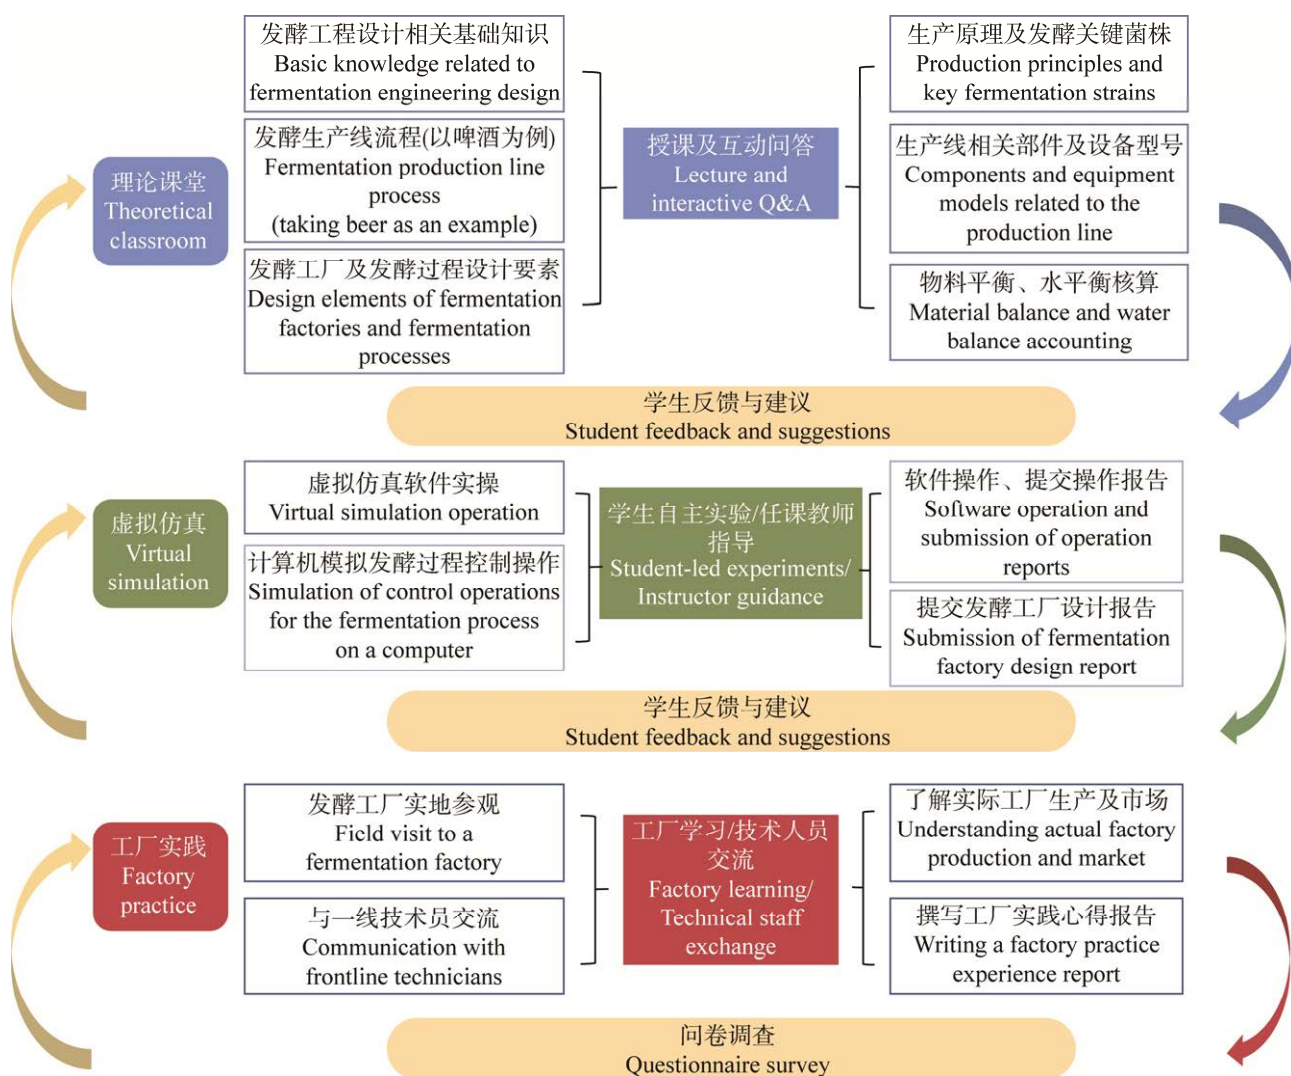 发酵工程设计相关基础知识
Basic knowledge related to
fermentation engineering design
发酵生产线流程(以啤酒为例)
Fermentation production line
process
(taking beer as an example)
发酵工厂及发酵过程设计要素
Design elements of fermentation
factories and fermentation
processes
理论课堂
Theoretical
classroom
授课及互动问答
Lecture and
interactive Q&A
生产原理及发酵关键菌株
Production principles and
key fermentation strains
生产线相关部件及设备型号
Components and equipment
models related to the
production line
物料平衡、水平衡核算
Material balance and water
balance accounting
学生反馈与建议
Student feedback and suggestions
虚拟仿真
Virtual
simulation
虚拟仿真软件实操
Virtual simulation operation
计算机模拟发酵过程控制操作
Simulation of control operations
for the fermentation process
on a computer
学生自主实验/任课教师
指导
Student-led experiments/
Instructor guidance
软件操作、提交操作报告
Software operation and
submission of operation
reports
提交发酵工厂设计报告
Submission of fermentation
factory design report
学生反馈与建议
Student feedback and suggestions
工厂实践
Factory
practice
发酵工厂实地参观
Field visit to a
fermentation factory
与一线技术员交流
Communication with
frontline technicians
工厂学习/技术人员
交流
Factory learning/
Technical staff
exchange
了解实际工厂生产及市场
Understanding actual factory
production and market
撰写工厂实践心得报告
Writing a factory practice
experience report
问卷调查
Questionnaire survey